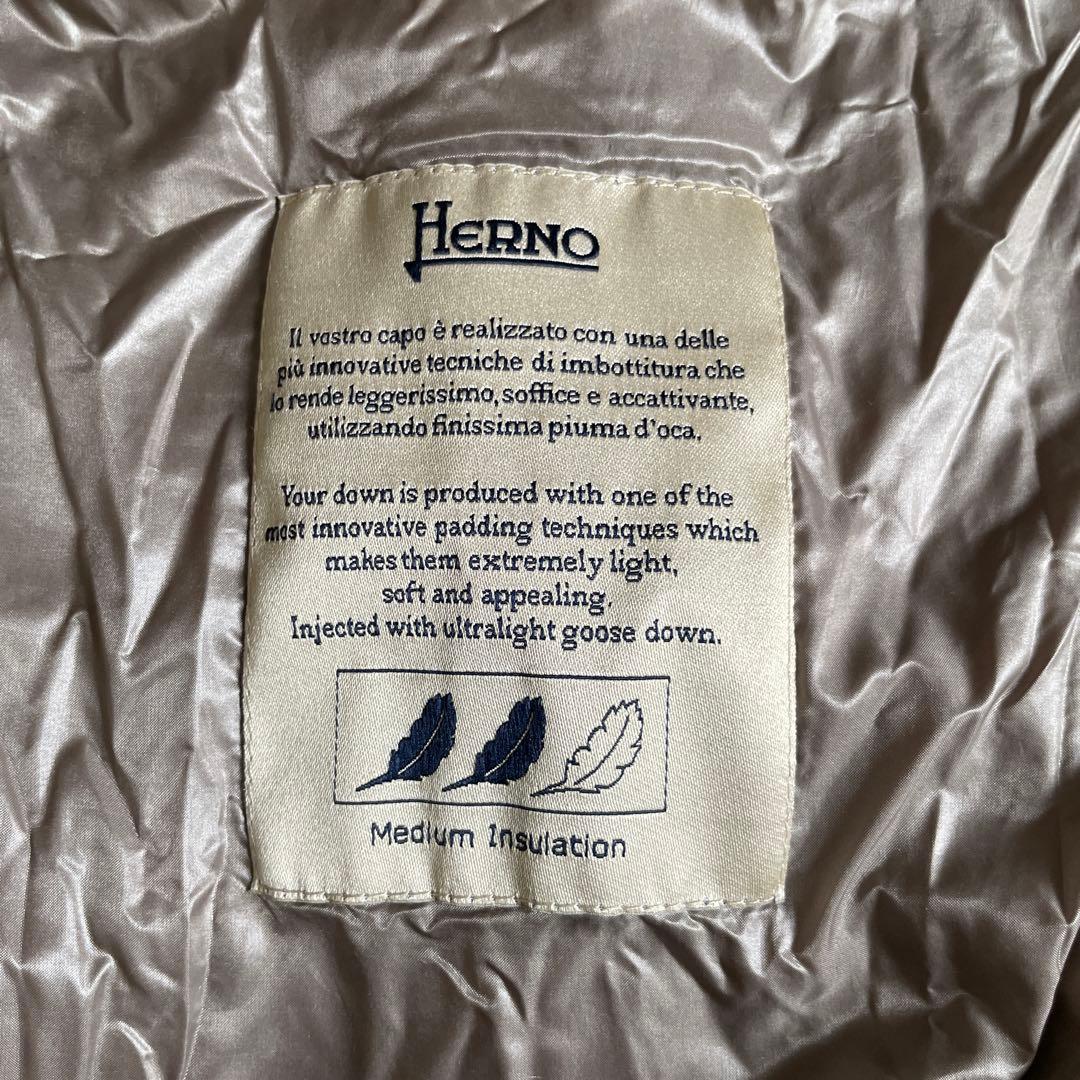 HERNO
Il vostro capo è realizzato con una delle
più innovative tecniche di imbottitura che
lo rende leggerissimo, soffice e accattivante,
utilizzando finissima piuma d'oca.
Your down is produced with one of the
most innovative padding techniques which
makes them extremely light,
soft and appealing.
Injected with ultralight goose down.
Medium Insulation